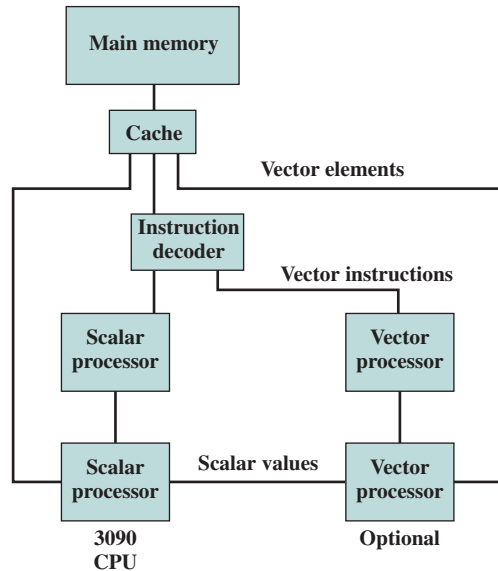 Main memory
Cache
Vector elements
Instruction
decoder
Vector instructions
Scalar
processor
Vector
processor
Scalar
processor
Scalar values
Vector
processor
3090
CPU
Optional